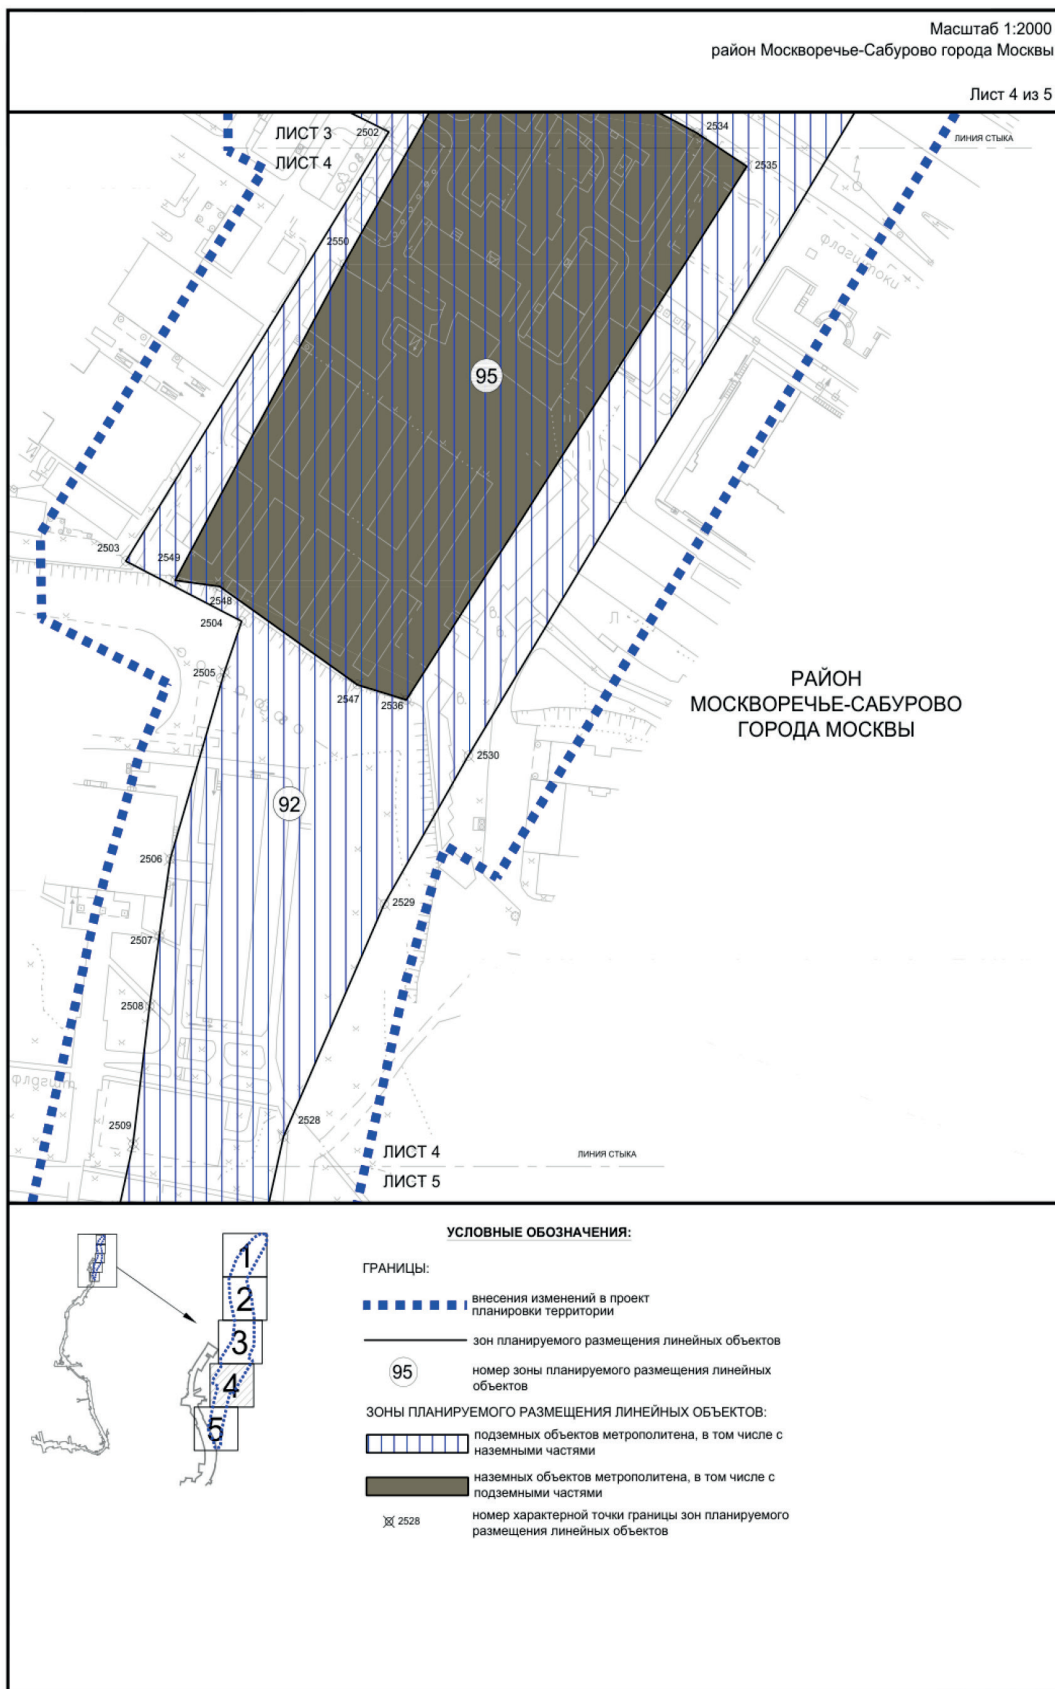 Масштаб 1:2000
район Москворечье-Сабурово города Москвы
Лист 4 из 5
ЛИСТ 3
ЛИСТ 4
2502
2534
ЛИНИЯ СТЫКА
2535
2550
95
2503
2549
2548
2504
2505
2547
2536
РАЙОН
МОСКВОРЕЧЬЕ-САБУРОВО
ГОРОДА МОСКВЫ
2530
92
2506
2529
2507
2508
2509
2528
ЛИСТ 4
ЛИНИЯ СТЫКА
ЛИСТ 5
УСЛОВНЫЕ ОБОЗНАЧЕНИЯ:
ГРАНИЦЫ:
внесения изменений в проект
планировки территории
зон планируемого размещения линейных объектов
95
номер зоны планируемого размещения линейных
объектов
ЗОНЫ ПЛАНИРУЕМОГО РАЗМЕЩЕНИЯ ЛИНЕЙНЫХ ОБЪЕКТОВ:
подземных объектов метрополитена, в том числе с
наземными частями
наземных объектов метрополитена, в том числе с
подземными частями
2528
номер характерной точки границы зон планируемого
размещения линейных объектов
1
2
3
4
5